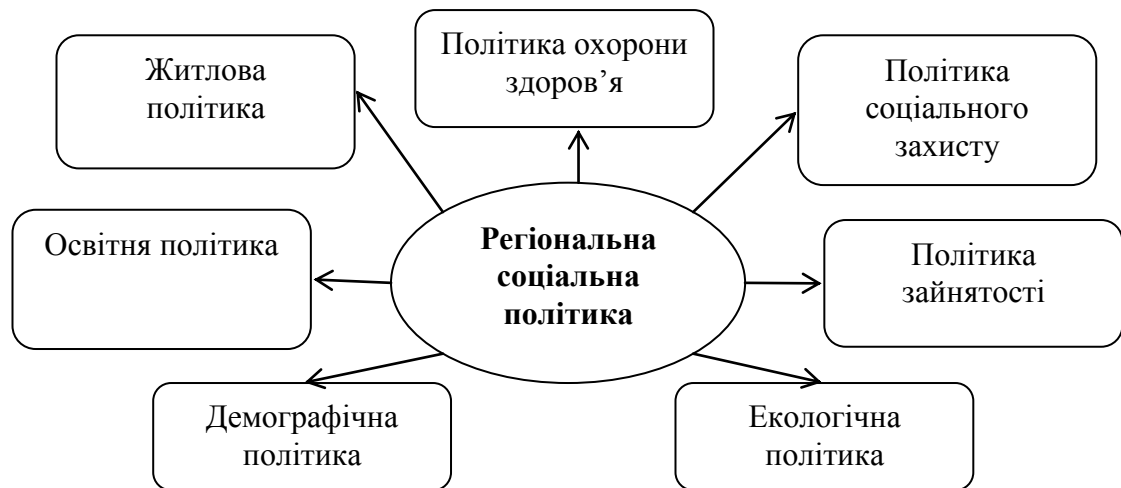 Житлова
політика
Політика охорони
здоров’я
Політика
соціального
захисту
Освітня політика
Регіональна
соціальна
політика
Політика
зайнятості
Демографічна
політика
Екологічна
політика